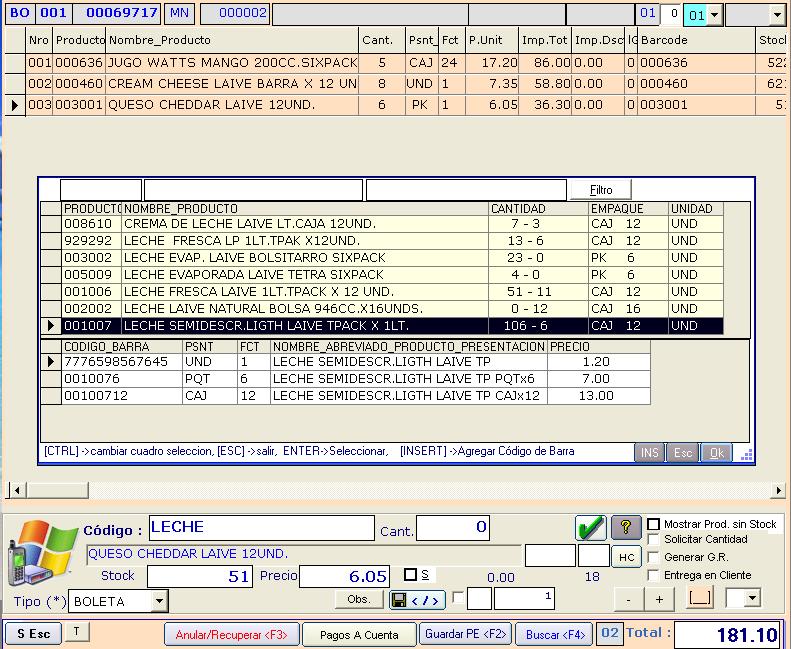 BO 001 00069717 MN 000002 01 0 01
Nro Producto Nombre_Producto Cant. Psnt_ Fct P.Unit Imp.Tot Imp.Dsc IG Barcode Stock
001 000636 JUGO WATTS MANGO 200CC.SIXPACK 5 CAJ 24 17.20 86.00 0.00 0 000636 522
002 000460 CREAM CHEESE LAIVE BARRA X 12 UN 8 UND 1 7.35 58.80 0.00 0 000460 62
003 003001 QUESO CHEDDAR LAIVE 12UND. 6 PK 1 6.05 36.30 0.00 0 003001 5
Filtro
PRODUCTO NOMBRE_PRODUCTO CANTIDAD EMPAQUE UNIDAD
008610 CREMA DE LECHE LAIVE LT.CAJA 12UND. 7 - 3 CAJ 12 UND
929292 LECHE FRESCA LP 1LT.TPAK X12UND. 13 - 6 CAJ 12 UND
003002 LECHE EVAP. LAIVE BOLSITARRO SIXPACK 23 - 0 PK 6 UND
005009 LECHE EVAPORADA LAIVE TETRA SIXPACK 4 - 0 PK 6 UND
001006 LECHE FRESCA LAIVE 1LT.TPACK X 12 UND. 51 - 11 CAJ 12 UND
002002 LECHE LAIVE NATURAL BOLSA 946CC.X16UNDS. 0 - 12 CAJ 16 UND
001007 LECHE SEMIDESCR.LIGTH LAIVE TPACK X 1LT. 106 - 6 CAJ 12 UND
CODIGO_BARRA PSNT FCT NOMBRE_ABREVIADO_PRODUCTO_PRESENTACION PRECIO
7776598567645 UND 1 LECHE SEMIDESCR.LIGTH LAIVE TP 1.20
0010076 PQT 6 LECHE SEMIDESCR.LIGTH LAIVE TP PQTx6 7.00
00100712 CAJ 12 LECHE SEMIDESCR.LIGTH LAIVE TP CAJx12 13.00
[CTRL] ->cambiar cuadro seleccion, [ESC] ->salir, ENTER->Seleccionar, [INSERT] ->Agregar Código de Barra INS Esc Ok
Código : LECHE Cant. 0 ? Mostrar Prod. sin Stock
Solicitar Cantidad
QUESO CHEDDAR LAIVE 12UND. HC Generar G.R.
Stock 51 Precio 6.05 S 0.00 18 Entrega en Cliente
Tipo (*) BOLETA Obs. < / > 1 - +
S Esc T Anular/Recuperar <F3> Pagos A Cuenta Guardar PE <F2> Buscar <F4> 02 Total : 181.10